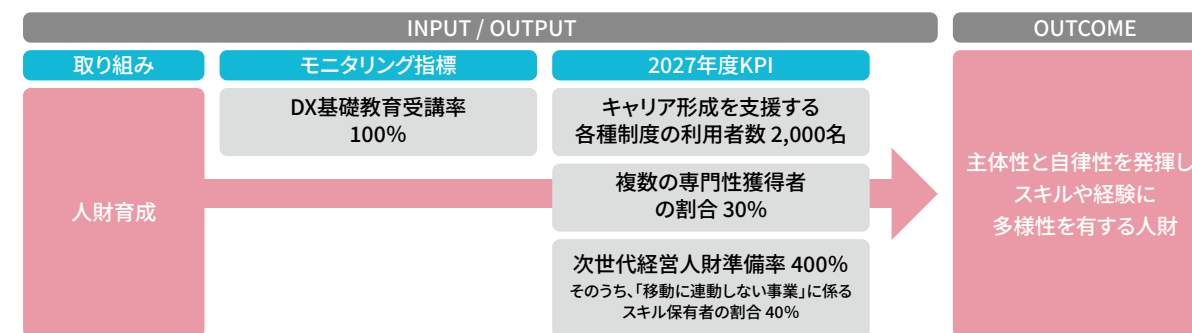 INPUT / OUTPUT
OUTCOME
取り組み
モニタリング指標
2027年度KPI
人財育成
DX基礎教育受講率
100%
キャリア形成を支援する
各種制度の利用者数 2,000名
複数の専門性獲得者
の割合 30%
次世代経営人財準備率 400%
そのうち、「移動に連動しない事業」に係る
スキル保有者の割合 40%
主体性と自律性を発揮し
スキルや経験に
多様性を有する人財